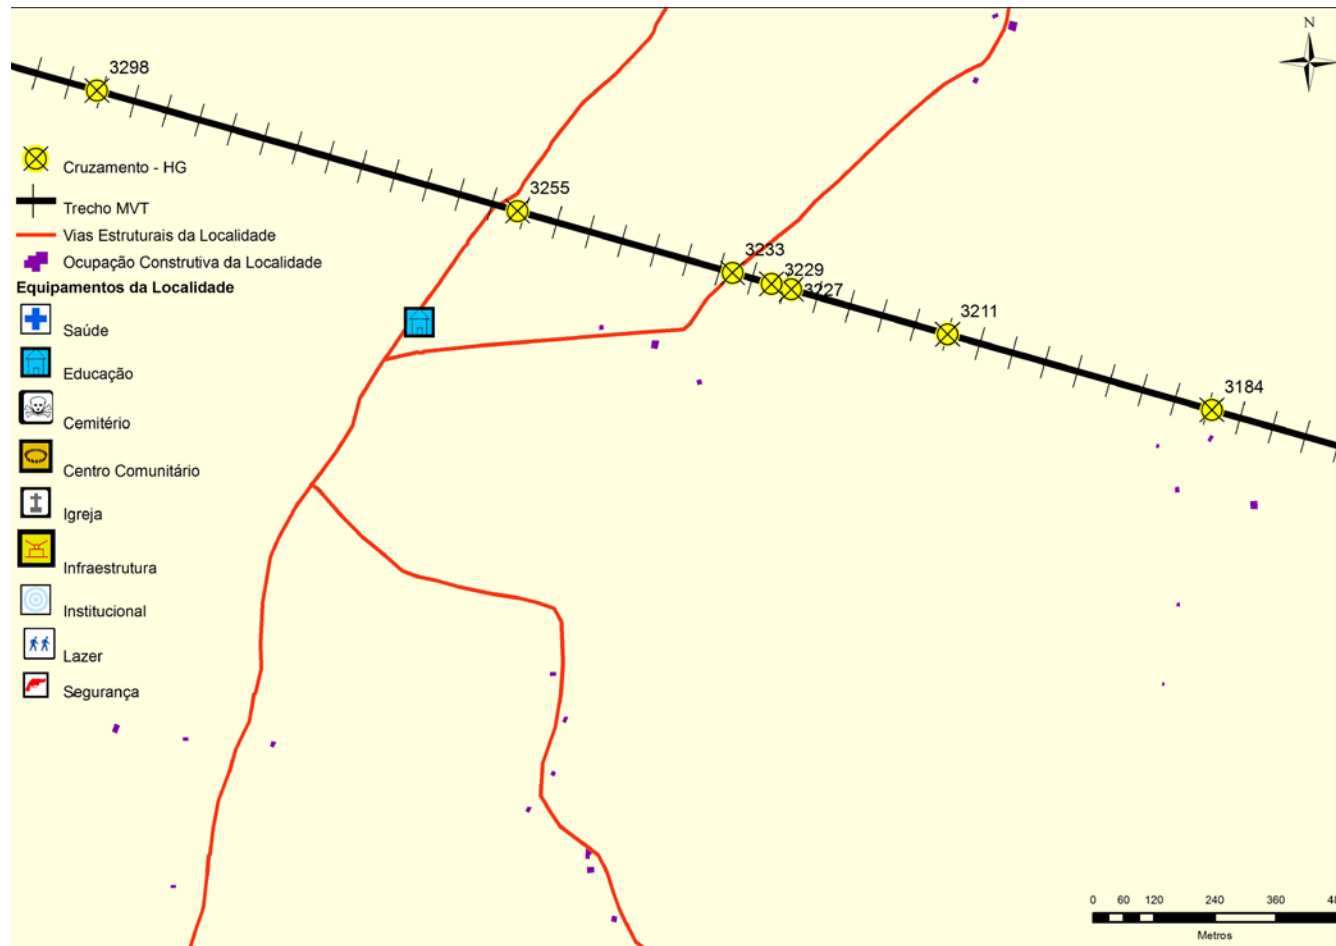 N
3298
Cruzamento - HG
3255
Trecho MVT
Vias Estruturais da Localidade
3233
Ocupação Construtiva da Localidade
3229
Equipamentos da Localidade
3227
Saúde
3211
Educação
3184
Cemitério
Centro Comunitário
Igreja
Infraestrutura
Institucional
Lazer
Segurança
0 60 120 240 360 48
Metros